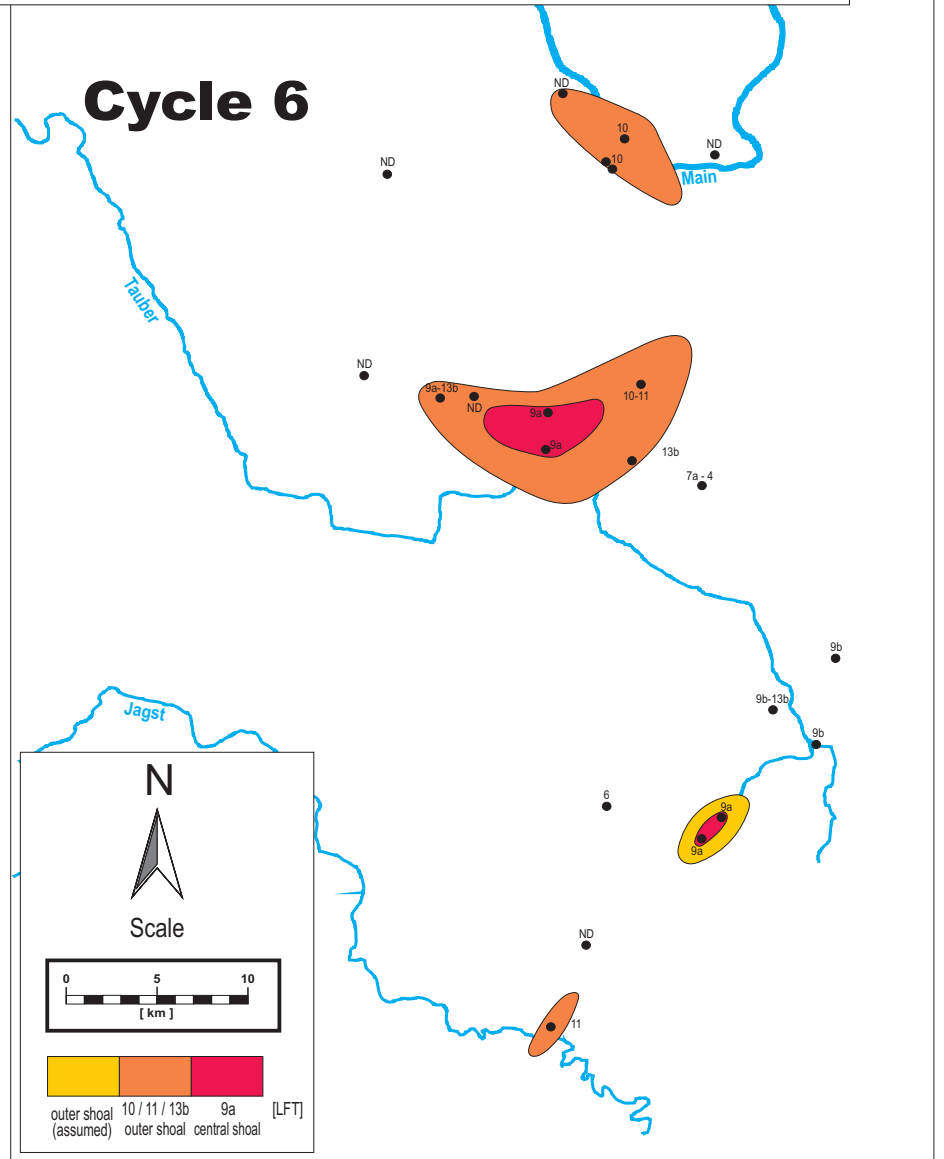 Cycle 6
ND
10
10
ND
Main
ND
Tauber
ND
9a-13b
ND
9a
10-11
9a
13b
7a - 4
9b
9b-13b
9b
Jagst
6
9a
9a
ND
11
N
Scale
0 5 10
[ km ]
outer shoal
(assumed)
10 / 11 / 13b
outer shoal
9a
central shoal
[LFT]